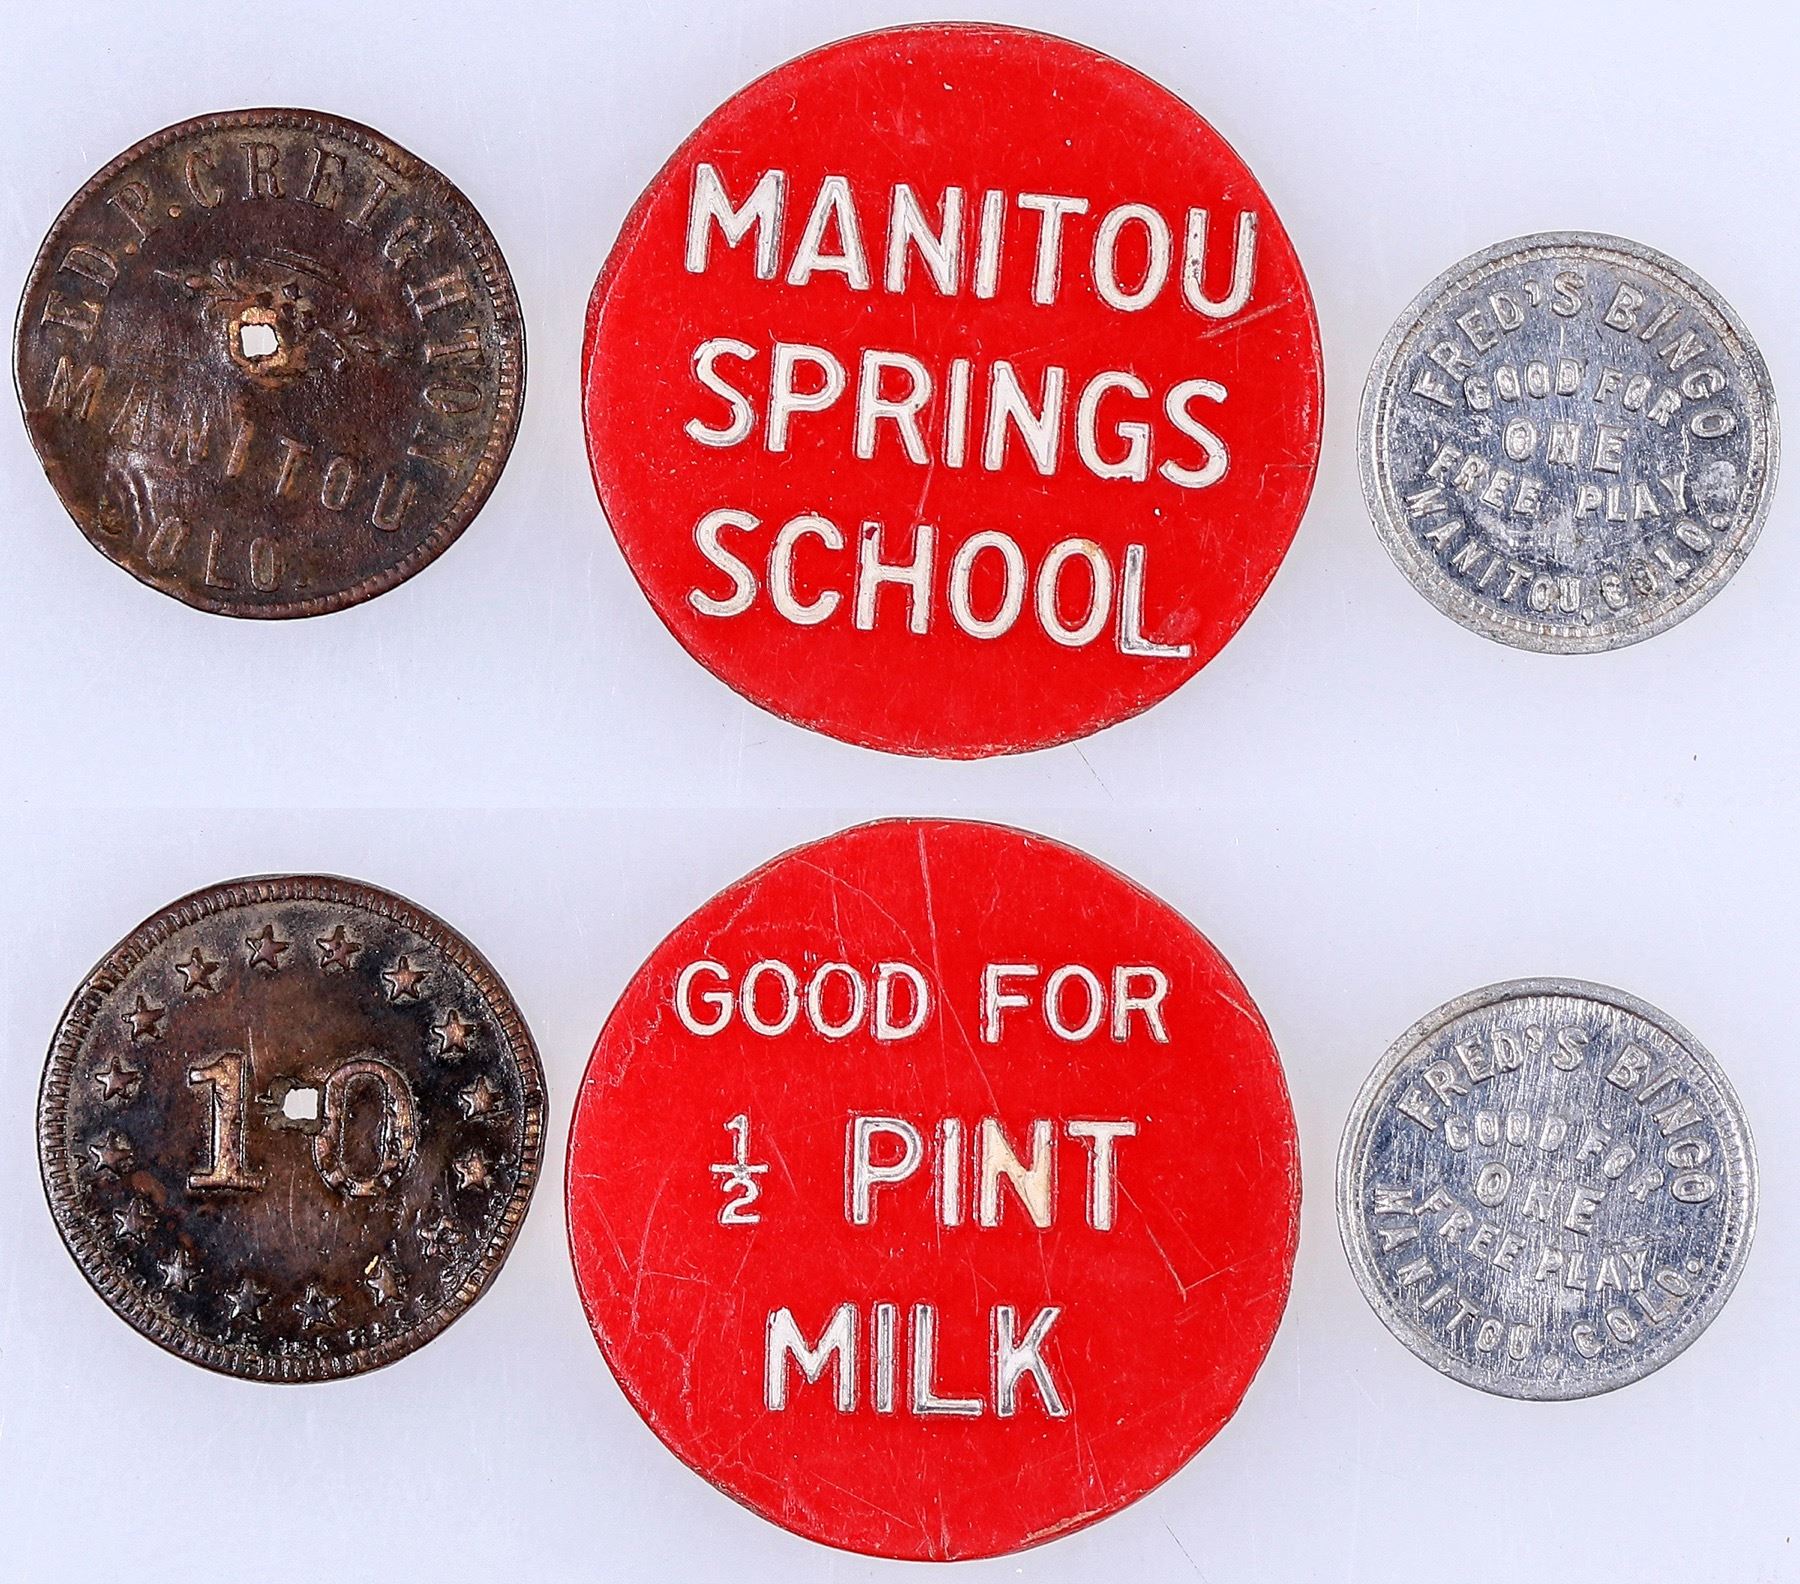 ED. P. CREIGHTON
MANITOU
COLO.
MANITOU
SPRINGS
SCHOOL
FRED'S BINGO
GOOD FOR
ONE
FREE PLAY
MANITOU, COLO.
10
GOOD FOR
1/2 PINT
MILK
FRED'S BINGO
GOOD FOR
ONE
FREE PLAY
MANITOU, COLO.